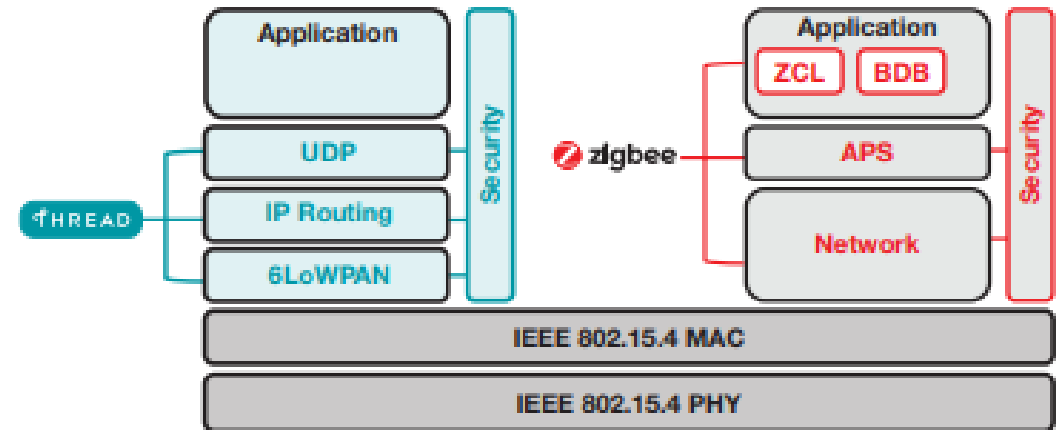 Application
UDP
IP Routing
6LoWPAN
Security
THREAD
zigbee
Application
ZCL BDB
APS
Network
Security
IEEE 802.15.4 MAC
IEEE 802.15.4 PHY